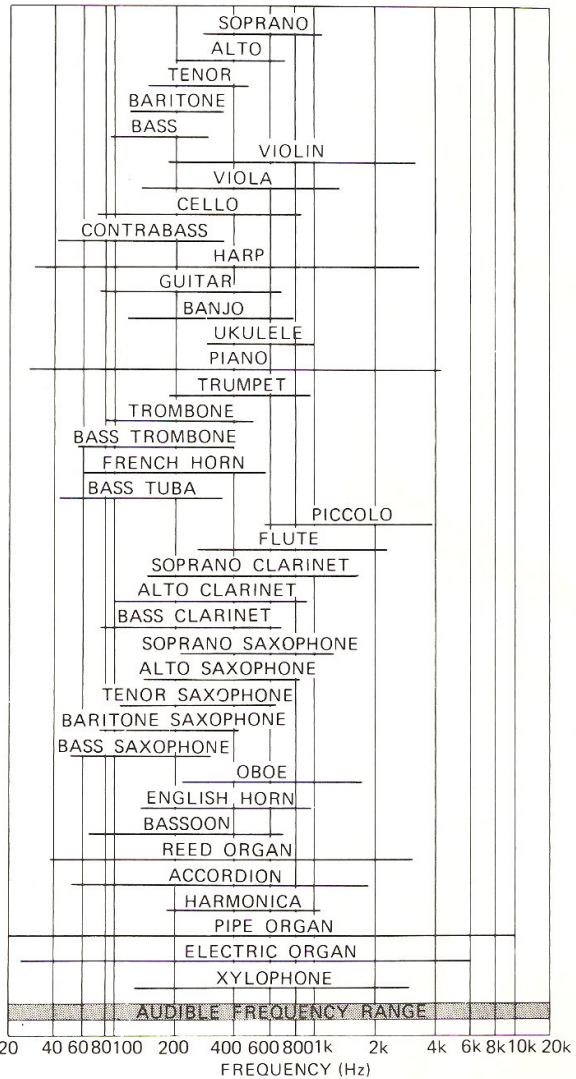 SOPRANO
ALTO
TENOR
BARITONE
BASS
VIOLIN
VIOLA
CELLO
CONTRABASS
HARP
GUITAR
BANJO
UKULELE
PIANO
TRUMPET
TROMBONE
BASS TROMBONE
FRENCH HORN
BASS TUBA
PICCOLO
FLUTE
SOPRANO CLARINET
ALTO CLARINET
BASS CLARINET
SOPRANO SAXOPHONE
ALTO SAXOPHONE
TENOR SAXOPHONE
BARITONE SAXOPHONE
BASS SAXOPHONE
OBOE
ENGLISH HORN
BASSOON
REED ORGAN
ACCORDION
HARMONICA
PIPE ORGAN
ELECTRIC ORGAN
XYLOPHONE
AUDIBLE FREQUENCY RANGE
20 40 60 80 100 200 400 600 800 1k 2k 4k 6k 8k 10k 20k
FREQUENCY (Hz)